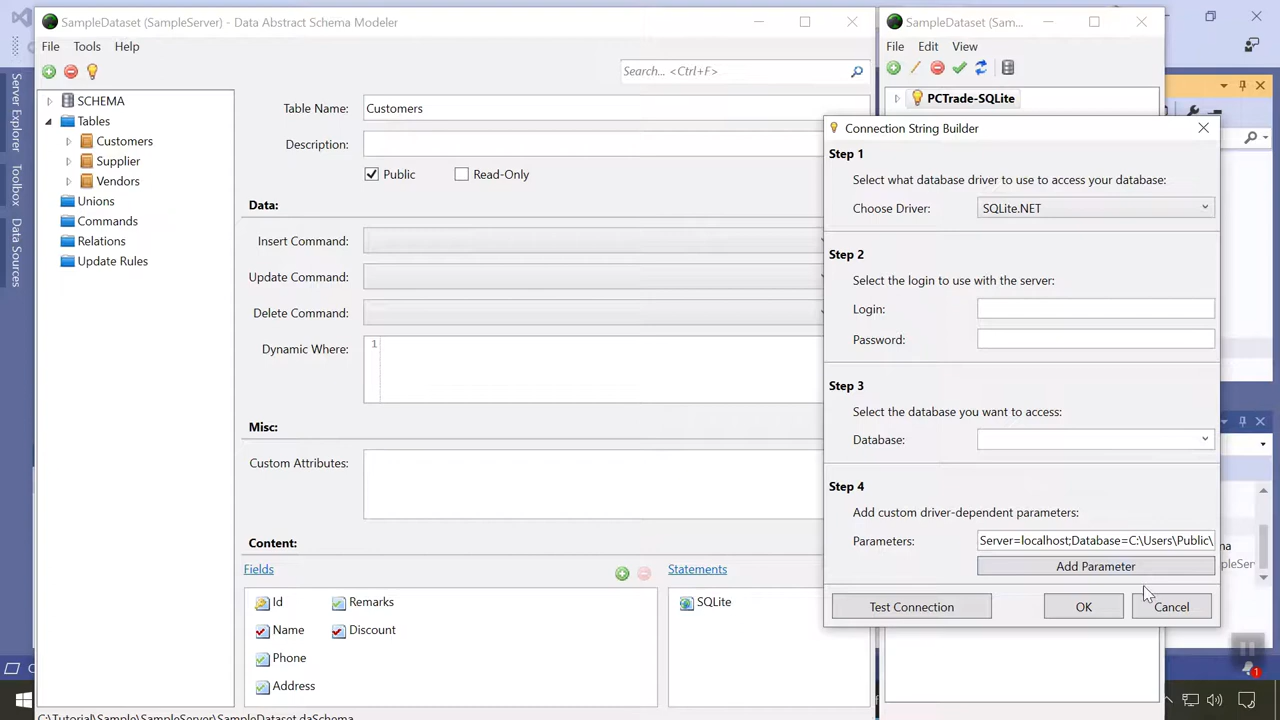 SampleDataset (SampleServer) - Data Abstract Schema Modeler
File Tools Help
Search... <Ctrl+F>
SCHEMA
Tables
Customers
Supplier
Vendors
Unions
Commands
Relations
Update Rules
Server Explorer
Toolbox
Data Sources
Table Name: Customers
Description:
Public
Read-Only
Data:
Insert Command:
Update Command:
Delete Command:
Dynamic Where:
1
Misc:
Custom Attributes:
Content:
Fields
Id
Name
Phone
Address
Remarks
Discount
Statements
SQLite
C:\Tutorial\Sample\SampleServer\SampleDataset.daSchema
SampleDataset (Sam...
File Edit View
PCTrade-SQLite
Connection String Builder
Step 1
Select what database driver to use to access your database:
Choose Driver: SQLite.NET
Step 2
Select the login to use with the server:
Login:
Password:
Step 3
Select the database you want to access:
Database:
Step 4
Add custom driver-dependent parameters:
Parameters: Server=localhost;Database=C:\Users\Public\
Add Parameter
Test Connection
OK
Cancel
1